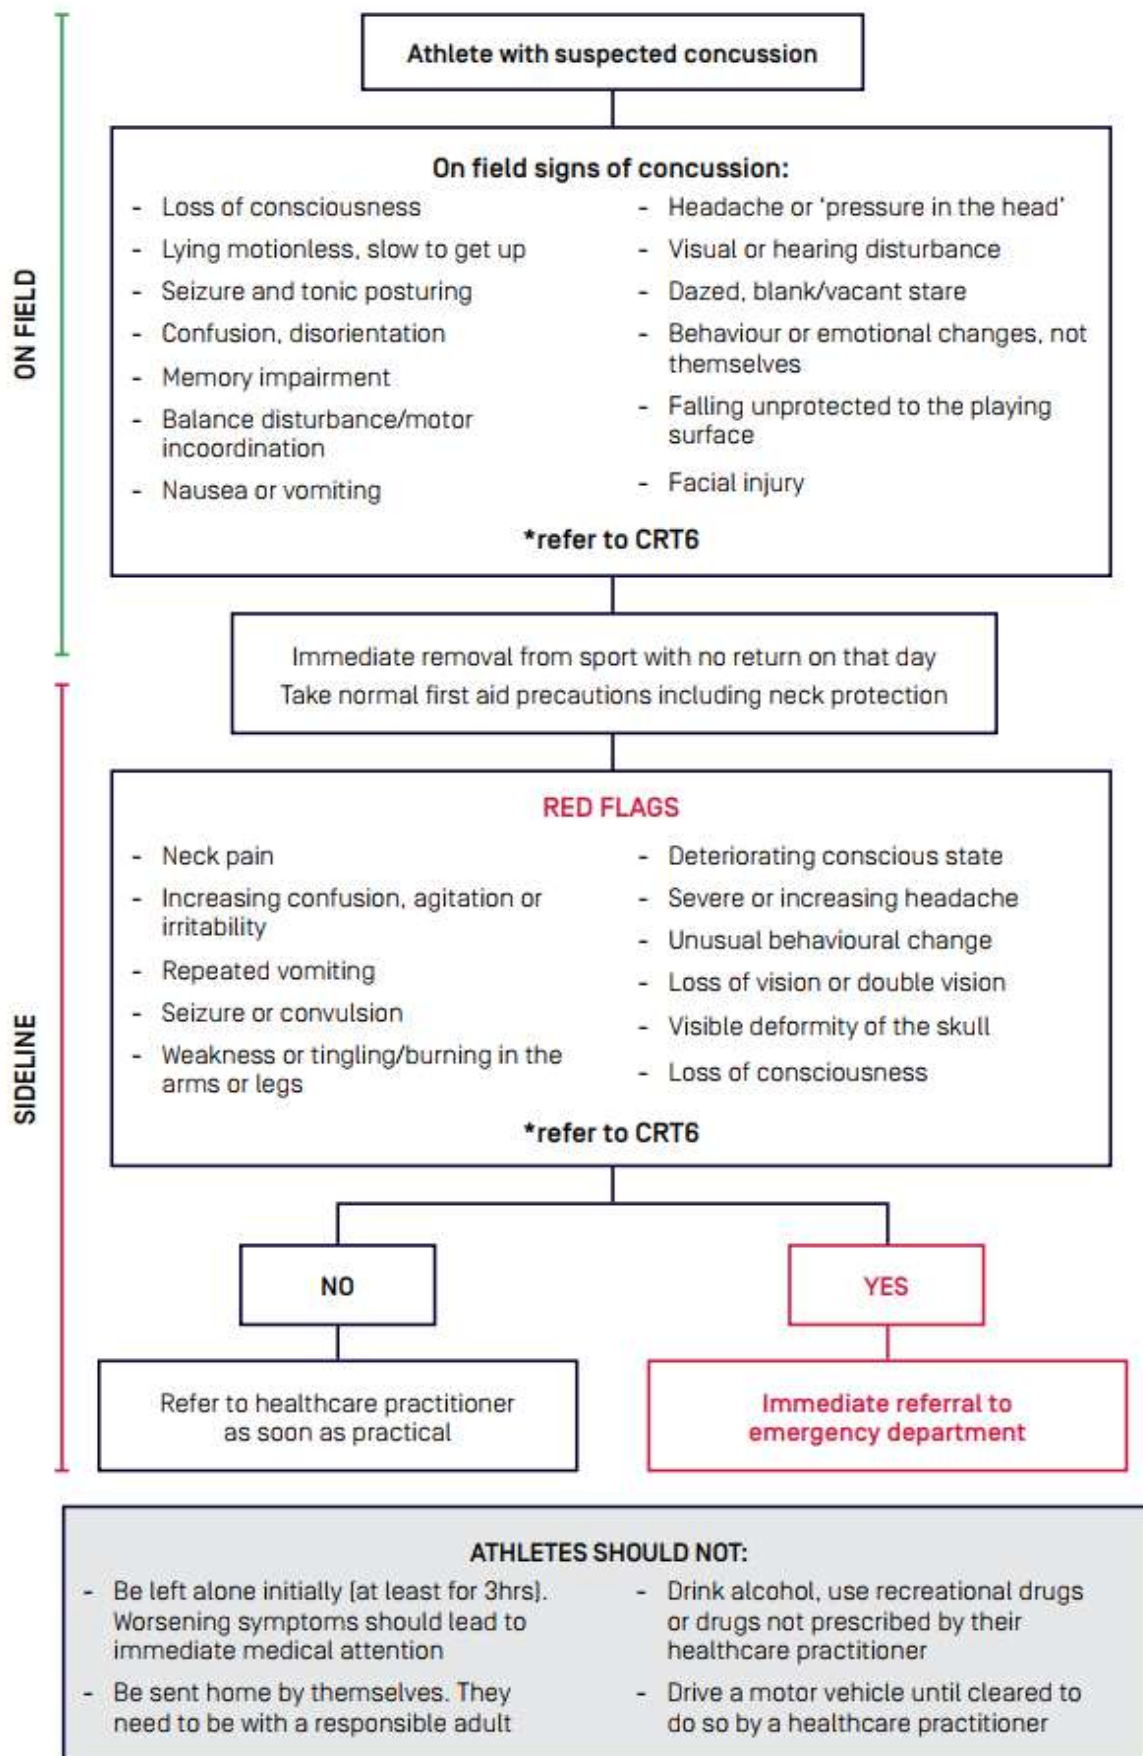 Athlete with suspected concussion
ON FIELD
On field signs of concussion:
- Loss of consciousness
- Lying motionless, slow to get up
- Seizure and tonic posturing
- Confusion, disorientation
- Memory impairment
- Balance disturbance/motor
incoordination
- Nausea or vomiting
- Headache or ‘pressure in the head’
- Visual or hearing disturbance
- Dazed, blank/vacant stare
- Behaviour or emotional changes, not
themselves
- Falling unprotected to the playing
surface
- Facial injury
*refer to CRT6
Immediate removal from sport with no return on that day
Take normal first aid precautions including neck protection
SIDELINE
RED FLAGS
- Neck pain
- Increasing confusion, agitation or
irritability
- Repeated vomiting
- Seizure or convulsion
- Weakness or tingling/burning in the
arms or legs
- Deteriorating conscious state
- Severe or increasing headache
- Unusual behavioural change
- Loss of vision or double vision
- Visible deformity of the skull
- Loss of consciousness
*refer to CRT6
NO
Refer to healthcare practitioner
as soon as practical
YES
Immediate referral to
emergency department
ATHLETES SHOULD NOT:
- Be left alone initially (at least for 3hrs).
Worsening symptoms should lead to
immediate medical attention
- Be sent home by themselves. They
need to be with a responsible adult
- Drink alcohol, use recreational drugs
or drugs not prescribed by their
healthcare practitioner
- Drive a motor vehicle until cleared to
do so by a healthcare practitioner